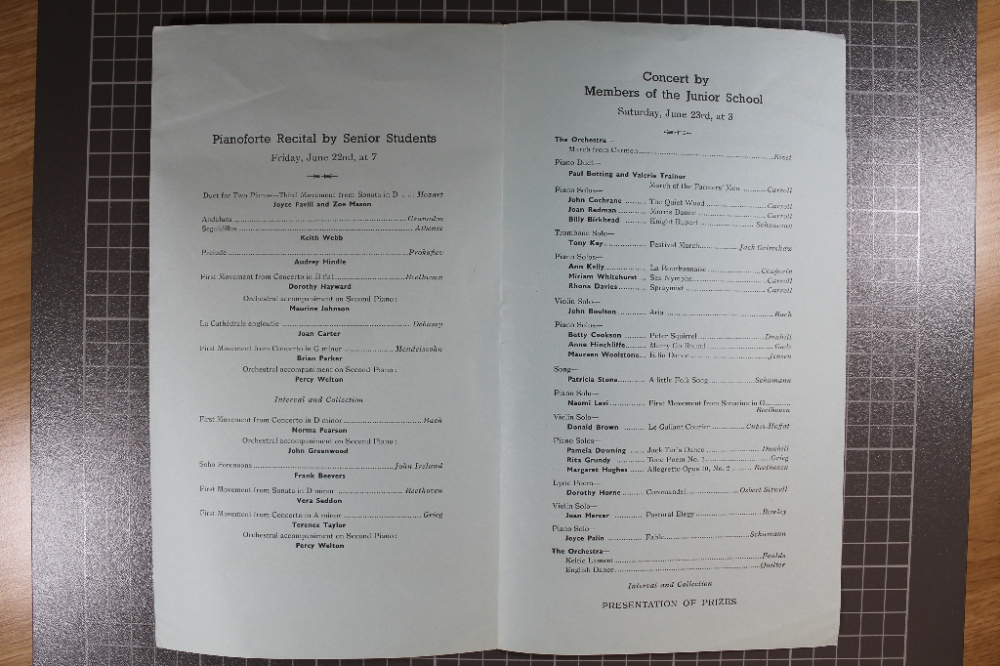 Pianoforte Recital by Senior Students
Friday, June 22nd, at 7
Duet for Two Pianos—Third Movement from Sonata in D .... Mozart
Joyce Favill and Zoe Mason
Andaluza ........ Granados
Seguidillas ........ Albeniz
Keith Webb
Prelude ........ Prokofiev
Audrey Hindle
First Movement from Concerto in B flat ........ Beethoven
Dorothy Hayward
Orchestral accompaniment on Second Piano:
Maurine Johnson
La Cathédrale engloutie ........ Debussy
Joan Carter
First Movement from Concerto in G minor ........ Mendelssohn
Brian Parker
Orchestral accompaniment on Second Piano:
Percy Welton
Interval and Collection
First Movement from Concerto in D minor ........ Bach
Norma Pearson
Orchestral accompaniment on Second Piano:
John Greenwood
Soho Forenoons ........ John Ireland
Frank Beevers
First Movement from Sonata in D minor ........ Beethoven
Vera Seddon
First Movement from Concerto in A minor ........ Grieg
Terence Taylor
Orchestral accompaniment on Second Piano:
Percy Welton
Concert by
Members of the Junior School
Saturday, June 23rd, at 3
The Orchestra—
March from Carmen ........ Bizet
Piano Duet—
Paul Botting and Valerie Trainor
March of the Farmers' Men ........ Carroll
Piano Solos—
John Cochrane ........ The Quiet Wood ........ Carroll
Joan Redman ........ Morris Dance ........ Carroll
Billy Birkhead ........ Knight Rupert ........ Schumann
Trombone Solo—
Tony Kay ........ Festival March ........ Jack Grimshaw
Piano Solos—
Ann Kelly ........ La Bourbonnaise ........ Couperin
Miriam Whitehurst .... Sea Nymphs ........ Carroll
Rhona Davies ........ Spraymist ........ Carroll
Violin Solo—
John Boulson ........ Aria ........ Bach
Piano Solos—
Betty Cookson ........ Peter Squirrel ........ Dunhill
Anne Hinchliffe ........ Merry Go Round ........ Gade
Maureen Woolstone .... Elfin Dance ........ Jensen
Song—
Patricia Stone ........ A little Folk Song ........ Schumann
Piano Solo—
Naomi Levi ........ First Movement from Sonatina in G ........
Beethoven
Violin Solo—
Donald Brown ........ Le Galiant Courier ........ Cupis-Moffat
Piano Solos—
Pamela Downing .... Jack Tar's Dance ........ Dunhill
Rita Grundy ........ Tone Poem No. 1 ........ Grieg
Margaret Hughes .... Allegretto Opus 10, No. 2 .... Beethoven
Lyric Poem—
Dorothy Horne ........ Coromandel ........ Osbert Sitwell
Violin Solo—
Joan Mercer ........ Pastoral Elegy ........ Rowley
Piano Solo—
Joyce Palin ........ Fable ........ Schumann
The Orchestra—
Keltic Lament ........ Foulds
English Dance ........ Quilter
Interval and Collection
PRESENTATION OF PRIZES